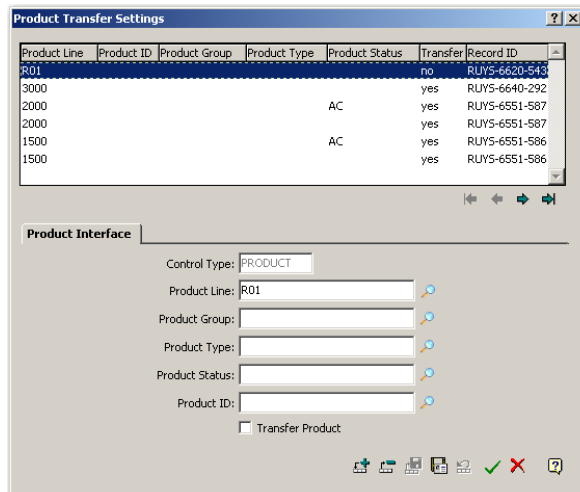 Product Transfer Settings
Product Line Product ID Product Group Product Type Product Status Transfer Record ID
R01 no RUYS-6620-543
3000 yes RUYS-6640-292
2000 AC yes RUYS-6551-587
2000 yes RUYS-6551-587
1500 AC yes RUYS-6551-586
1500 yes RUYS-6551-586
Product Interface
Control Type: PRODUCT
Product Line: R01
Product Group:
Product Type:
Product Status:
Product ID:
Transfer Product